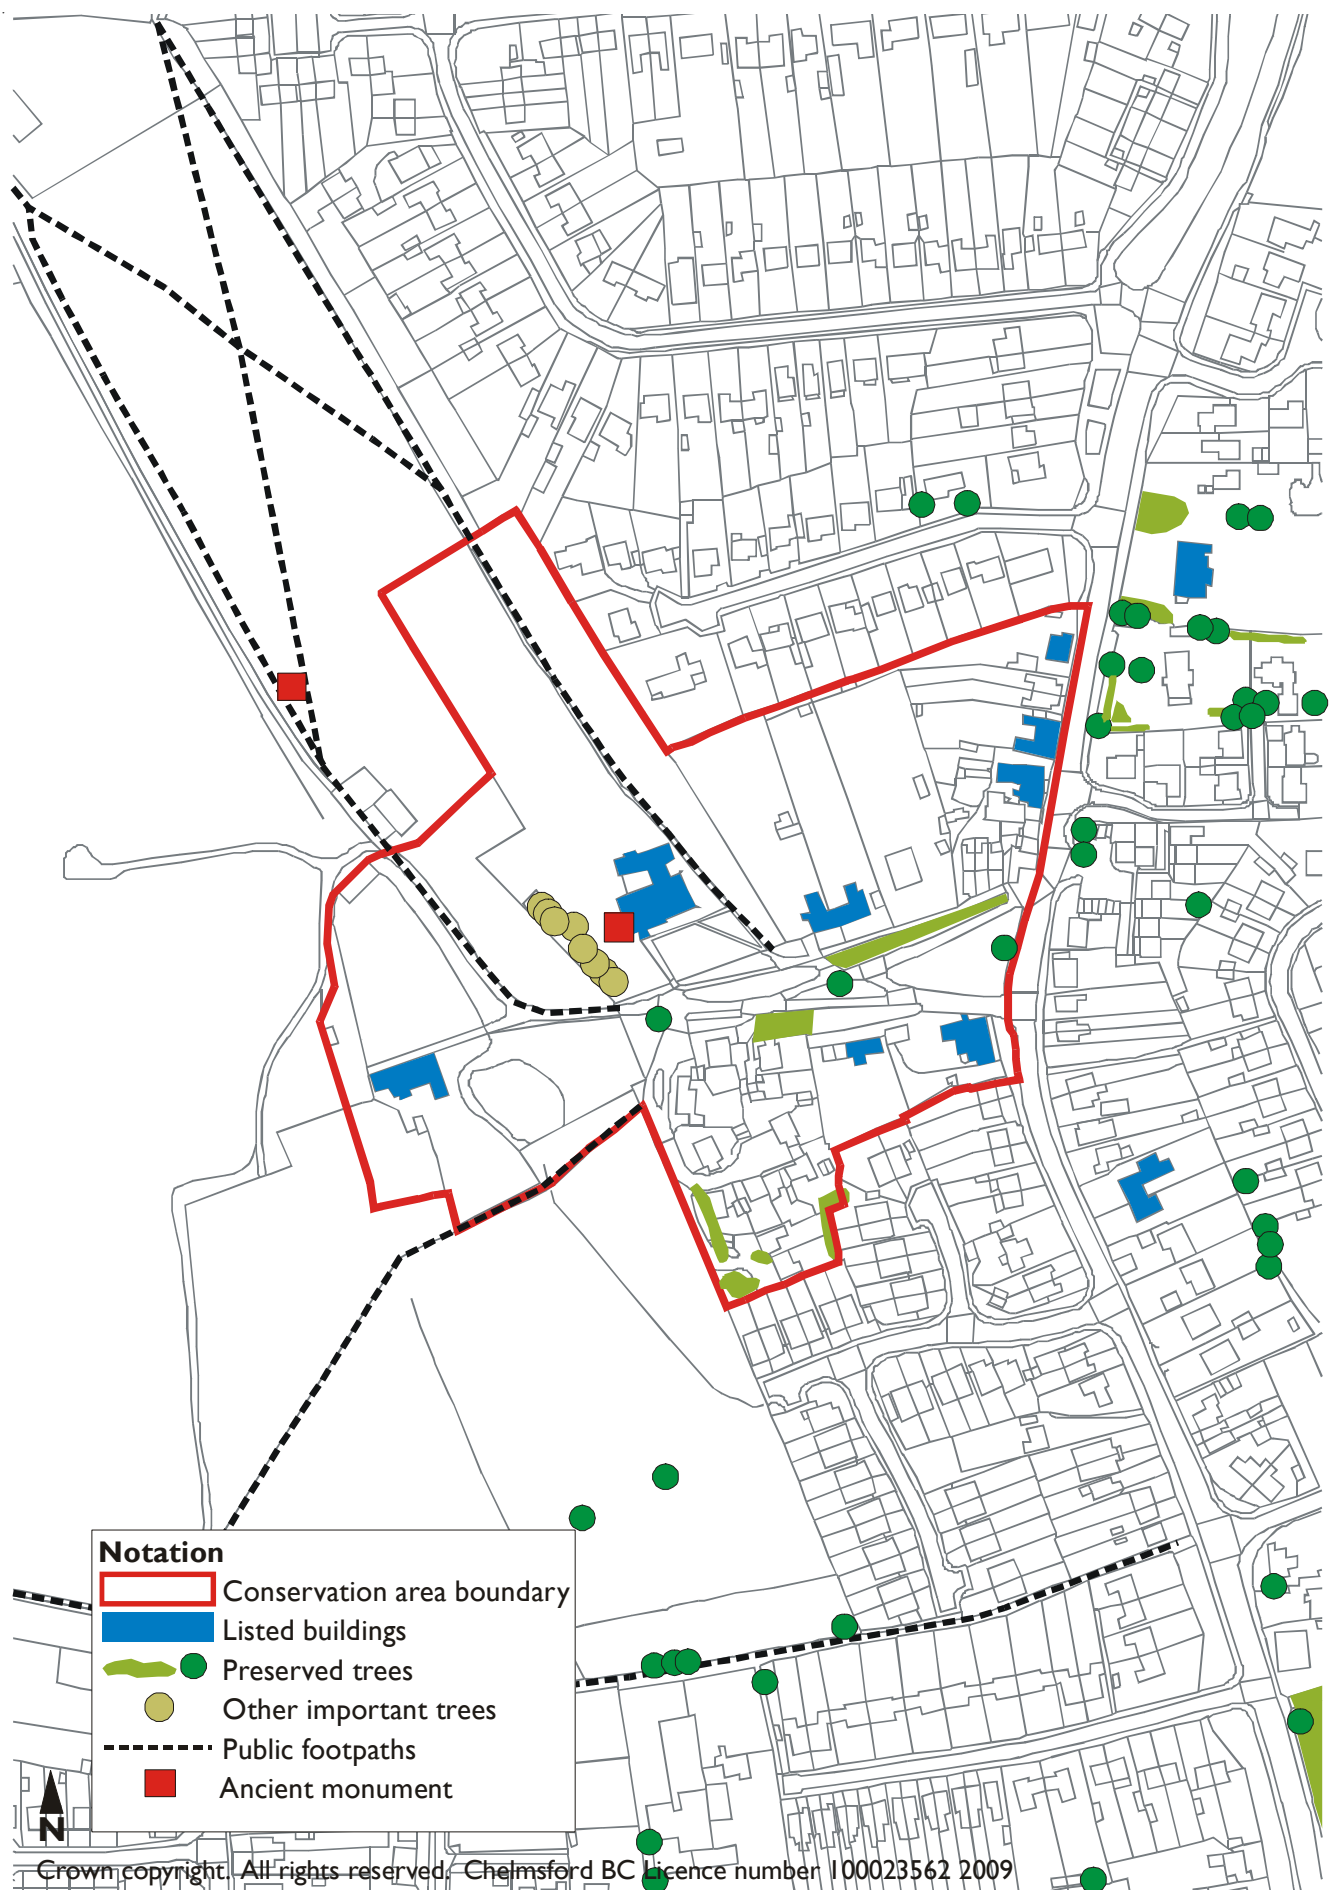 Notation
Conservation area boundary
Listed buildings
Preserved trees
Other important trees
Public footpaths
Ancient monument
N
Crown copyright. All rights reserved. Chelmsford BC Licence number 100023562 2009